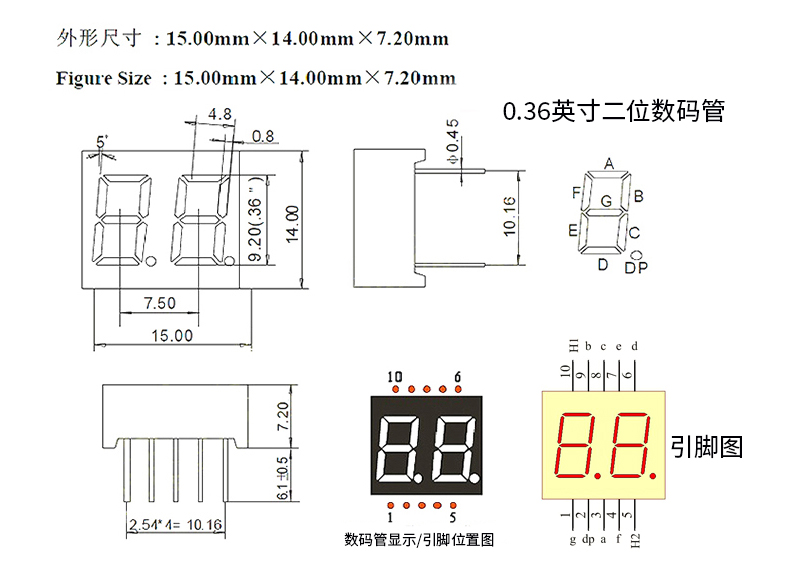 外形尺寸 : 15.00mm×14.00mm×7.20mm
Figure Size : 15.00mm×14.00mm×7.20mm
0.36英寸二位数码管
4.8
0.8
5°
9.20(.36")
14.00
7.50
15.00
ф0.45
10.16
A
F
B
G
E
C
D
DP
7.20
6.1±0.5
2.54*4= 10.16
10 6
1 5
数码管显示/引脚位置图
H1 b c e d
10 9 8 7 6
引脚图
1 2 3 4 5
g dp a f H2